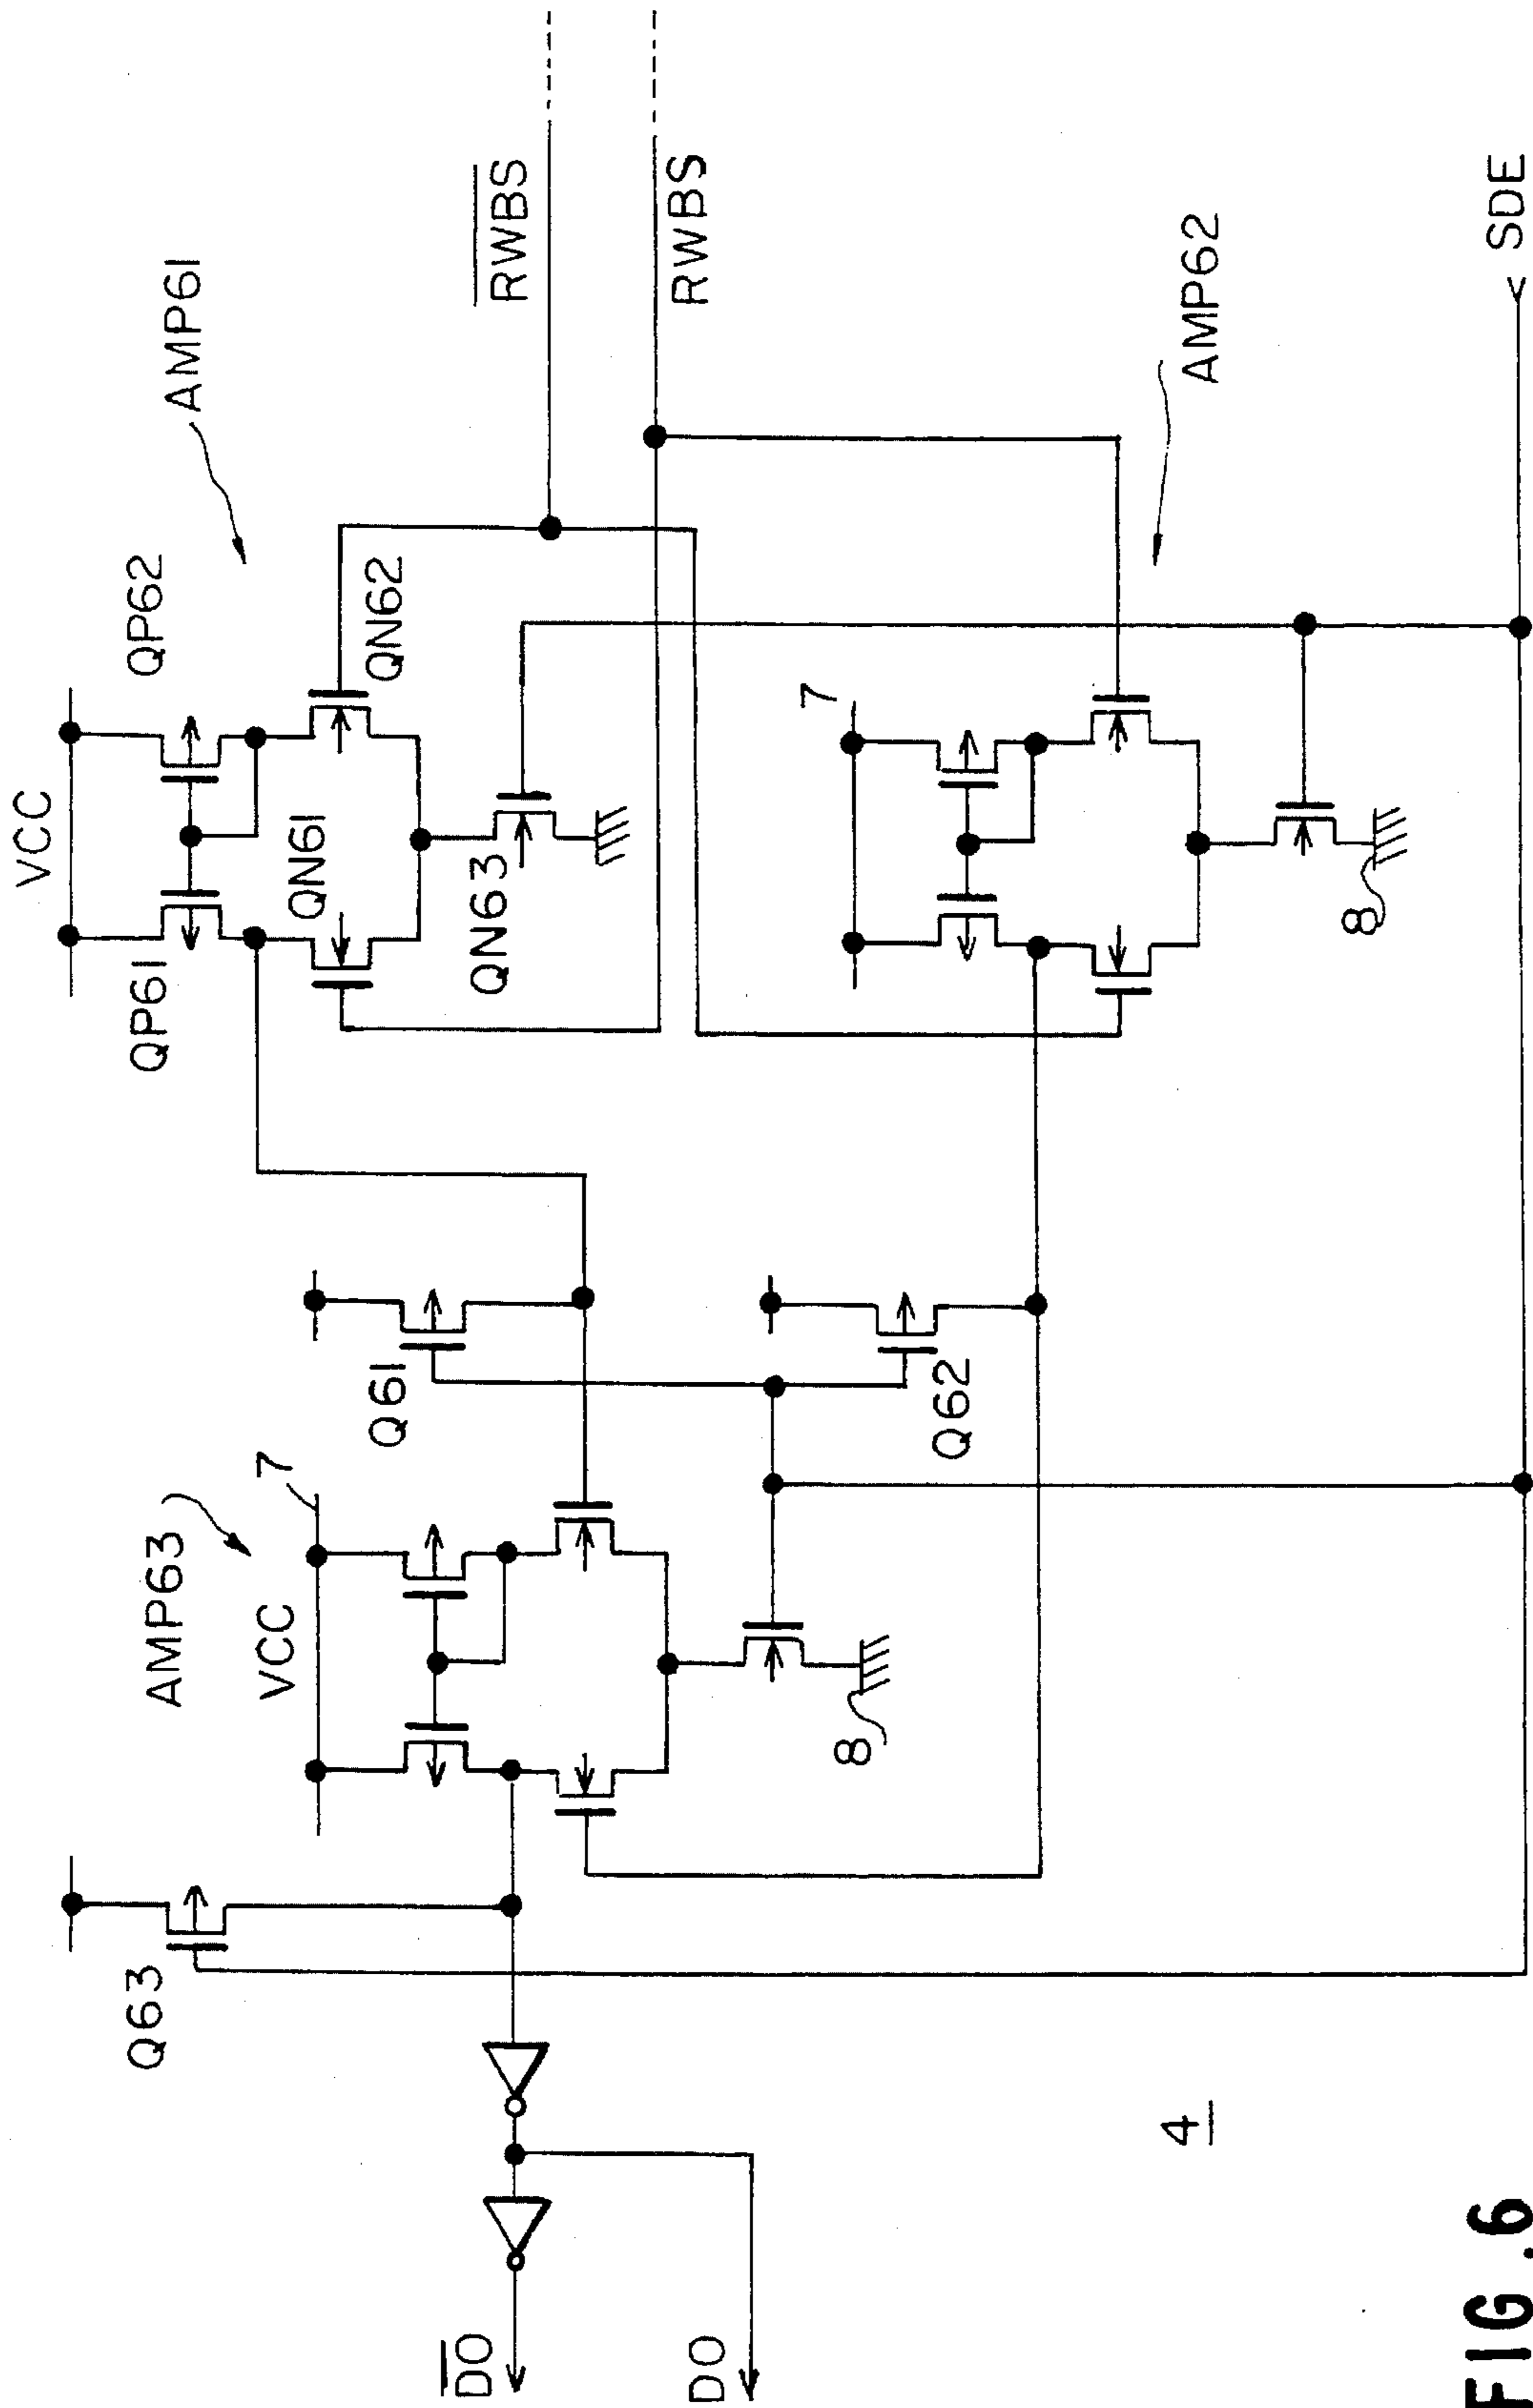 RWBS
RWBS
SDE
AMP61
AMP62
QP62
QN62
VCC
QN61
QN63
QP61
7
8
Q61
Q62
7
AMP63
VCC
8
Q63
4
DO
DO
FIG.6